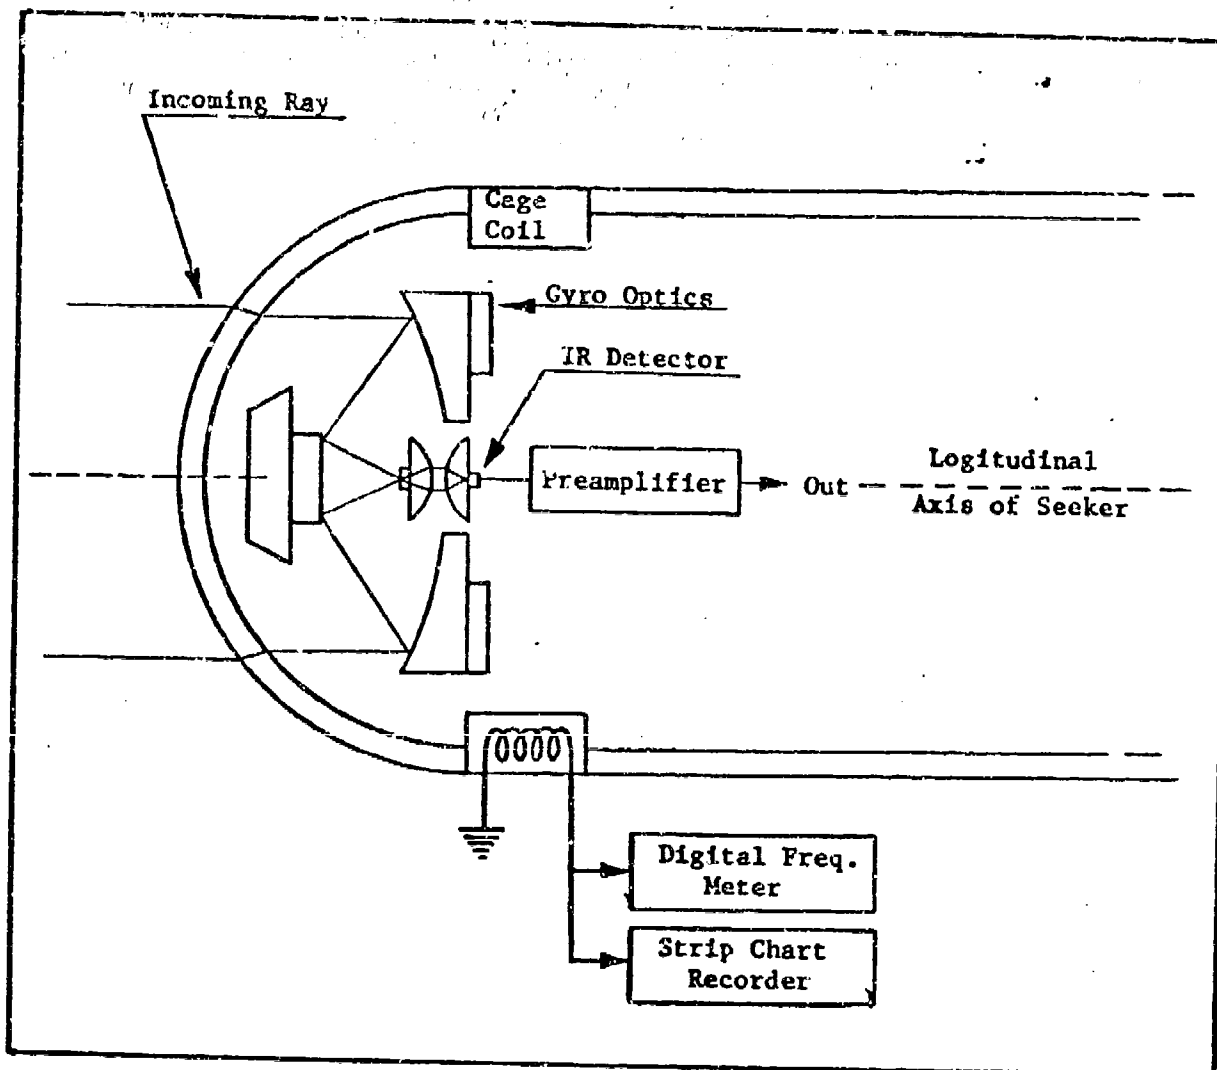 Incoming Ray
Cage
Coil
Gyro Optics
IR Detector
Preamplifier
Out
Logitudinal
Axis of Seeker
Digital Freq.
Meter
Strip Chart
Recorder